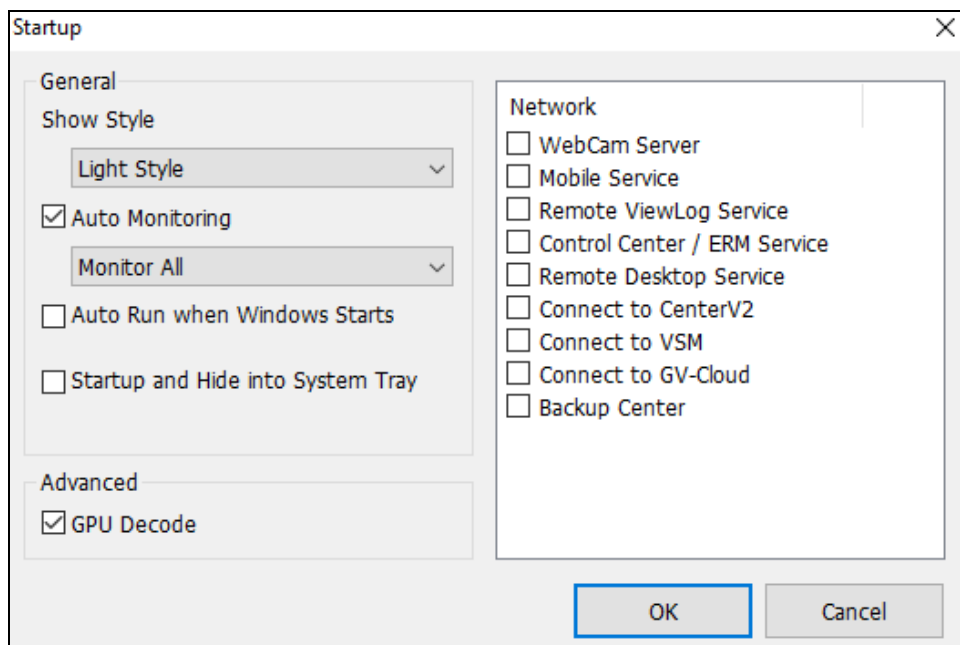 Startup
General
Show Style
Light Style
Auto Monitoring
Monitor All
Auto Run when Windows Starts
Startup and Hide into System Tray
Advanced
GPU Decode
Network
WebCam Server
Mobile Service
Remote ViewLog Service
Control Center / ERM Service
Remote Desktop Service
Connect to CenterV2
Connect to VSM
Connect to GV-Cloud
Backup Center
OK
Cancel